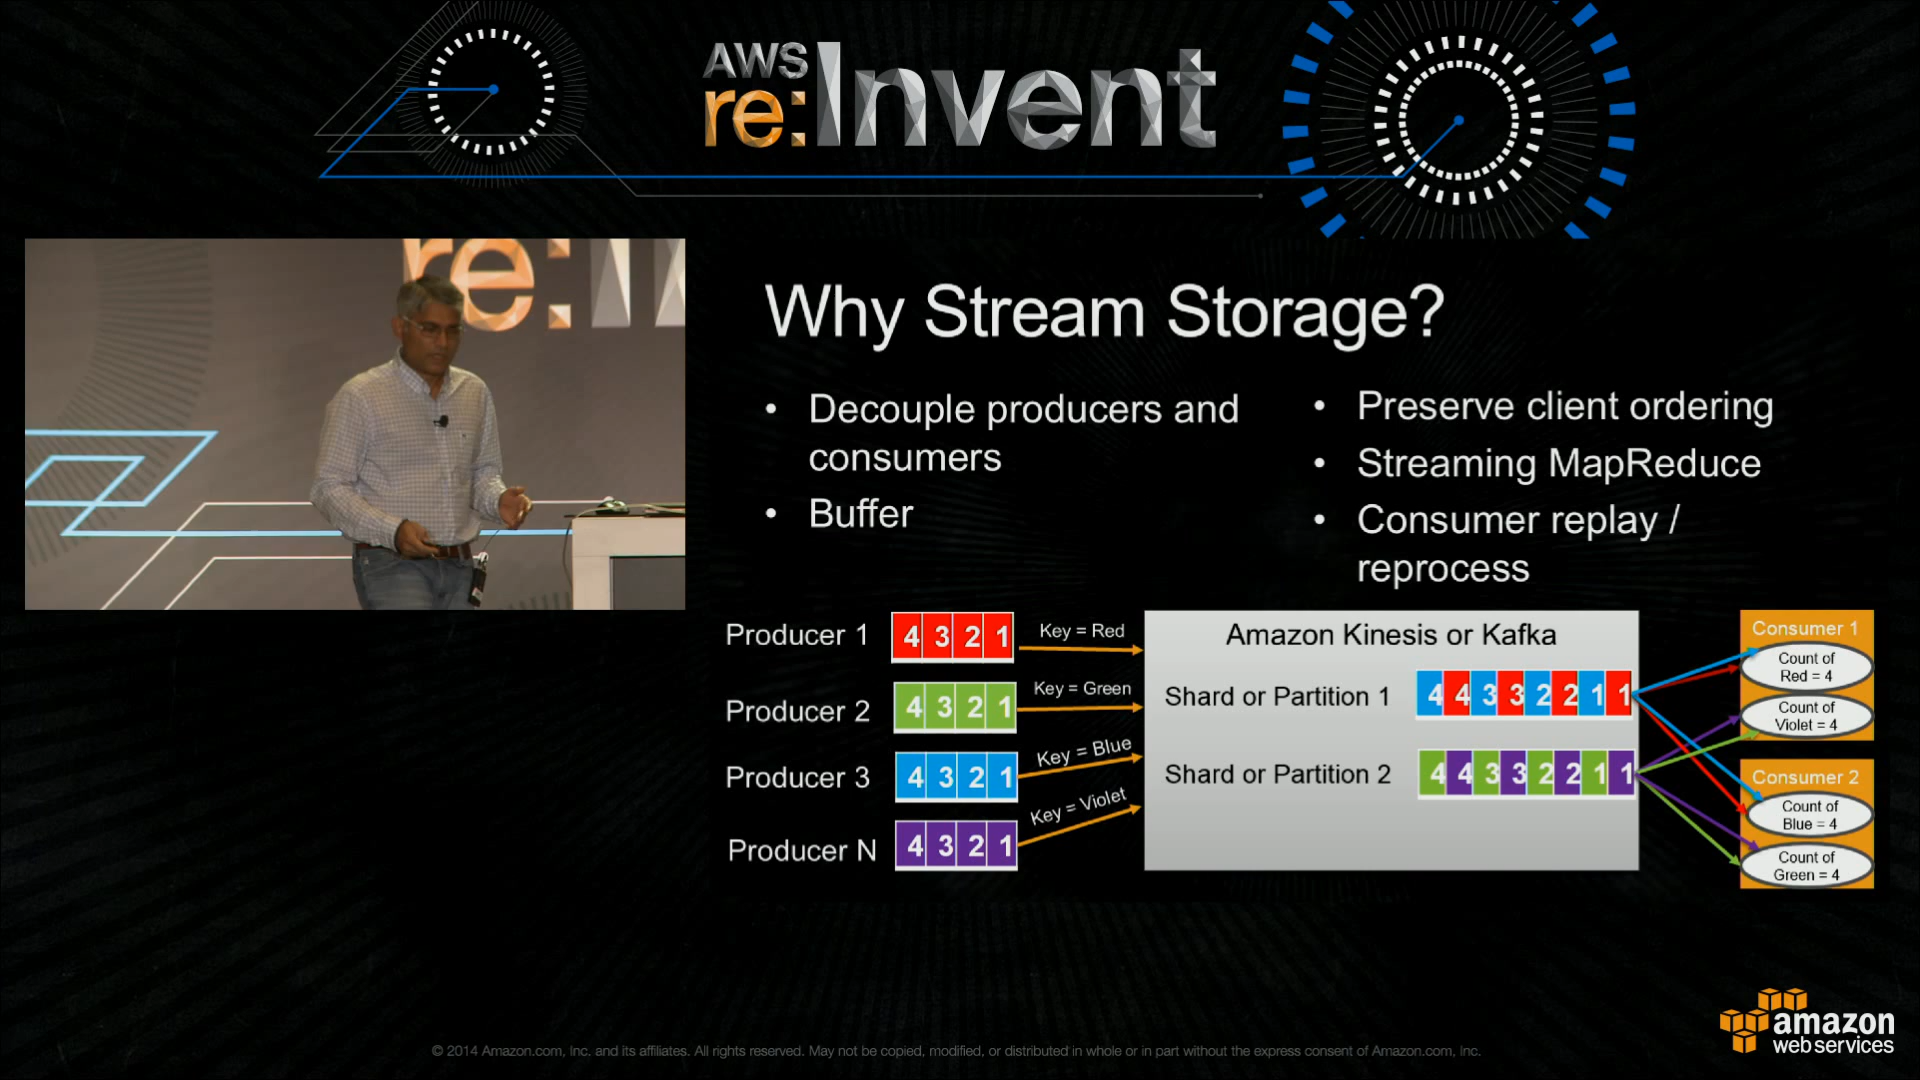 AWS
re:Invent
re:I
Why Stream Storage?
• Decouple producers and
consumers
• Buffer
• Preserve client ordering
• Streaming MapReduce
• Consumer replay /
reprocess
Producer 1
4 3 2 1
Key = Red
Producer 2
4 3 2 1
Key = Green
Producer 3
4 3 2 1
Key = Blue
Producer N
4 3 2 1
Key = Violet
Amazon Kinesis or Kafka
Shard or Partition 1
4 4 3 3 2 2 1 1
Shard or Partition 2
4 4 3 3 2 2 1 1
Consumer 1
Count of
Red = 4
Count of
Violet = 4
Consumer 2
Count of
Blue = 4
Count of
Green = 4
amazon
web services
© 2014 Amazon.com, Inc. and its affiliates. All rights reserved. May not be copied, modified, or distributed in whole or in part without the express consent of Amazon.com, Inc.